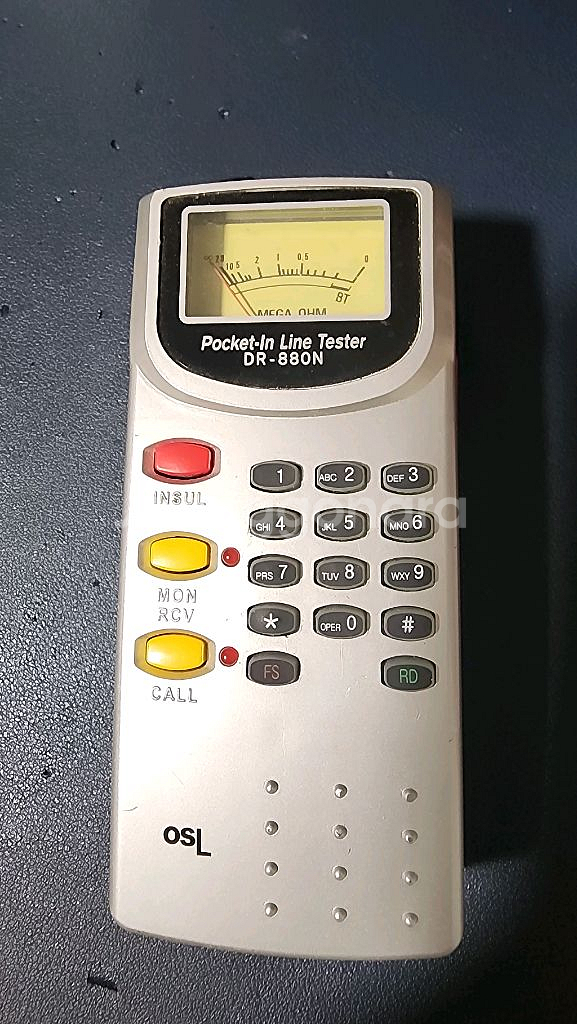 ∞ 20 10 5 2 1 0.5 0
BT
MEGA OHM
Pocket-In Line Tester
DR-880N
INSUL
1 ABC 2 DEF 3
GHI 4 JKL 5 MNO 6
MON
RCV
PRS 7 TUV 8 WXY 9
* OPER 0 #
CALL
FS RD
OSL